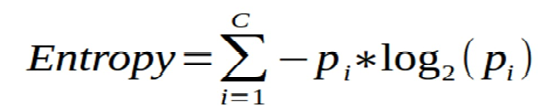 Entropy = ∑_{i=1}^{C} − p_i * log_2(p_i)